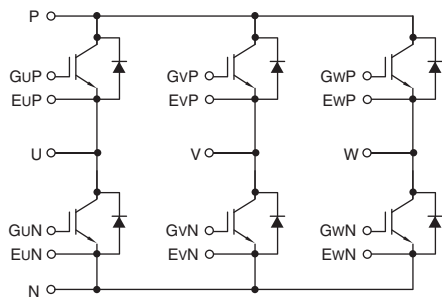 P
GUP GVP GWP
EUP EVP EWP
U V W
GUN GVN GWN
EUN EVN EWN
N